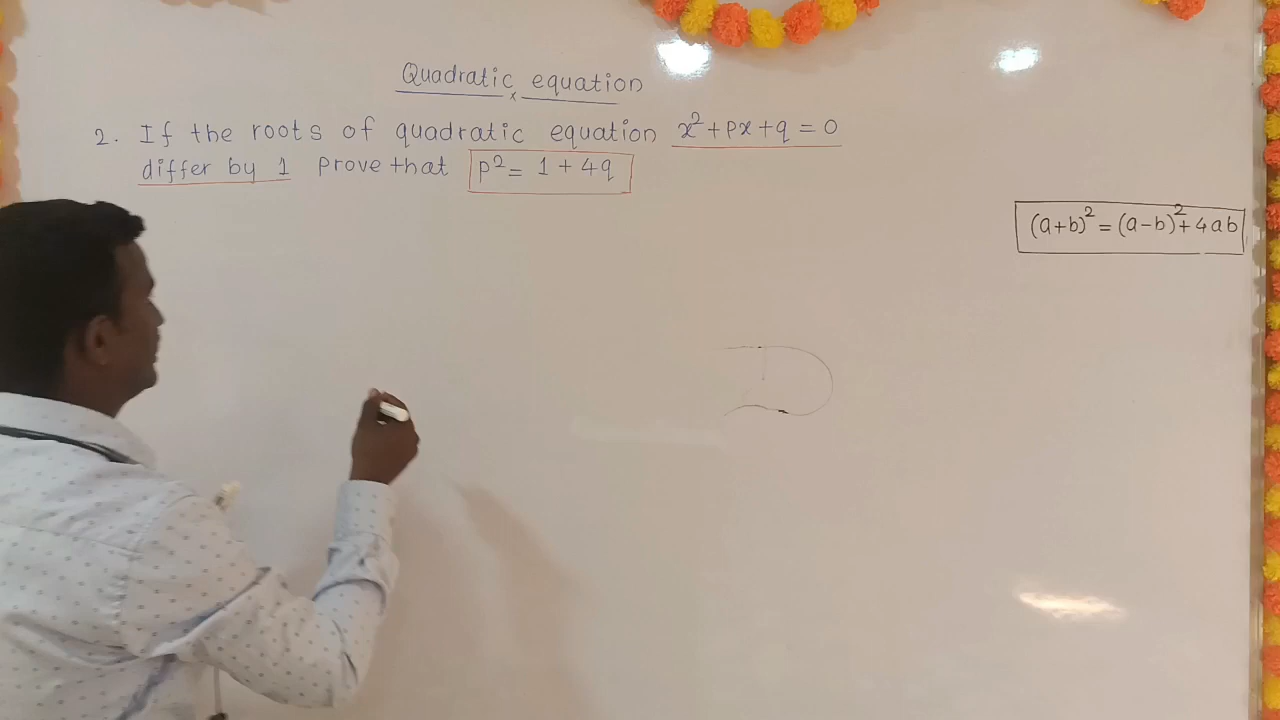 Quadratic equation
2. If the roots of quadratic equation x² + px + q = 0
differ by 1 prove that p² = 1 + 4q
(a+b)² = (a-b)² + 4ab